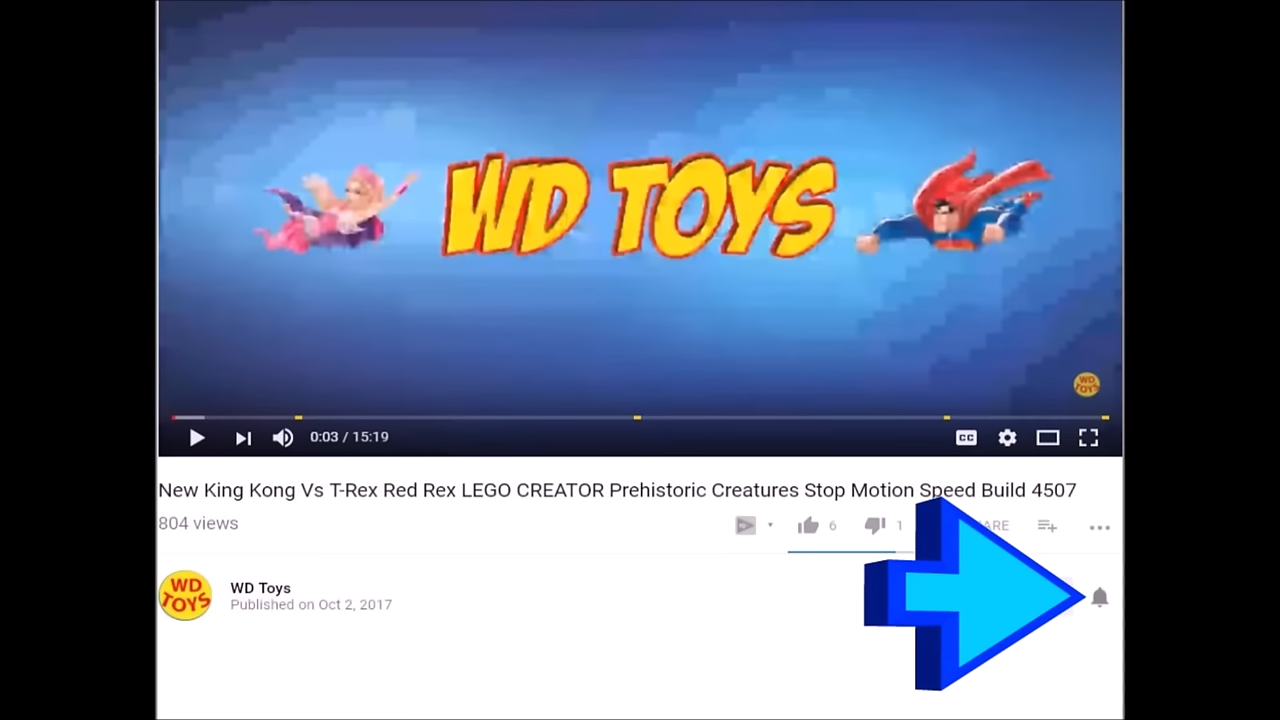 WD TOYS
WD TOYS
0:03 / 15:19
CC
New King Kong Vs T-Rex Red Rex LEGO CREATOR Prehistoric Creatures Stop Motion Speed Build 4507
804 views
6
1
ARE
WD TOYS
WD Toys
Published on Oct 2, 2017